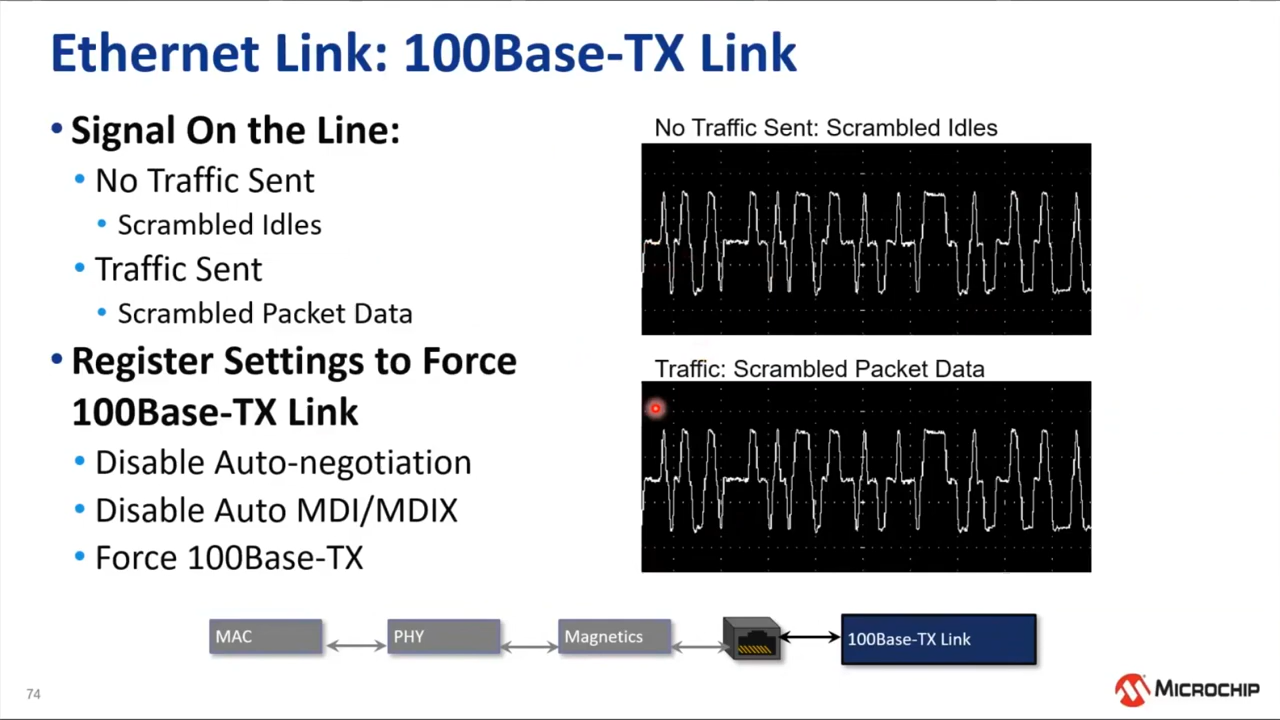 Ethernet Link: 100Base-TX Link
• Signal On the Line:
• No Traffic Sent
• Scrambled Idles
• Traffic Sent
• Scrambled Packet Data
• Register Settings to Force
100Base-TX Link
• Disable Auto-negotiation
• Disable Auto MDI/MDIX
• Force 100Base-TX
No Traffic Sent: Scrambled Idles
Traffic: Scrambled Packet Data
MAC
PHY
Magnetics
100Base-TX Link
74
MICROCHIP